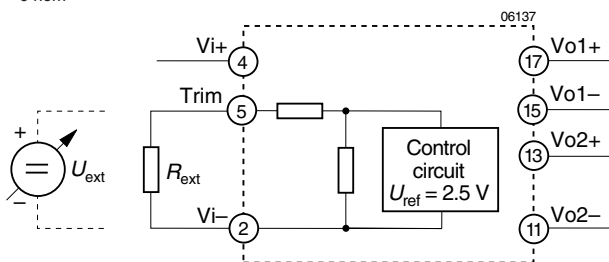 06137
Vi+
4
17
Vo1+
Trim
5
15
Vo1–
+
–
Uext
Rext
Control
circuit
Uref = 2.5 V
13
Vo2+
Vi–
2
11
Vo2–